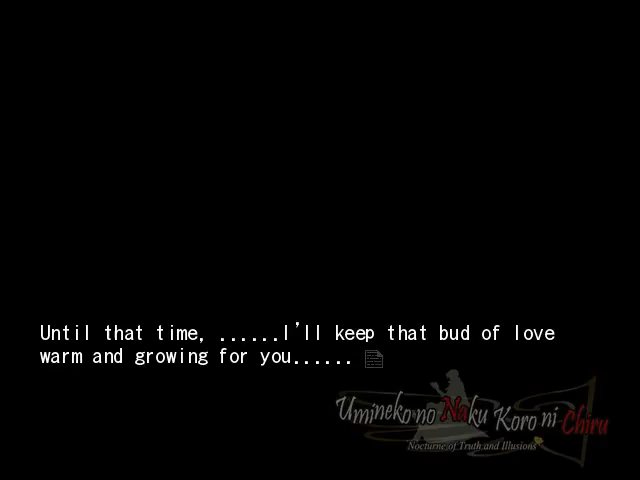 Until that time, ......I'll keep that bud of love
warm and growing for you......
Umineko no Naku Koro ni Chiru
Nocturne of Truth and Illusions